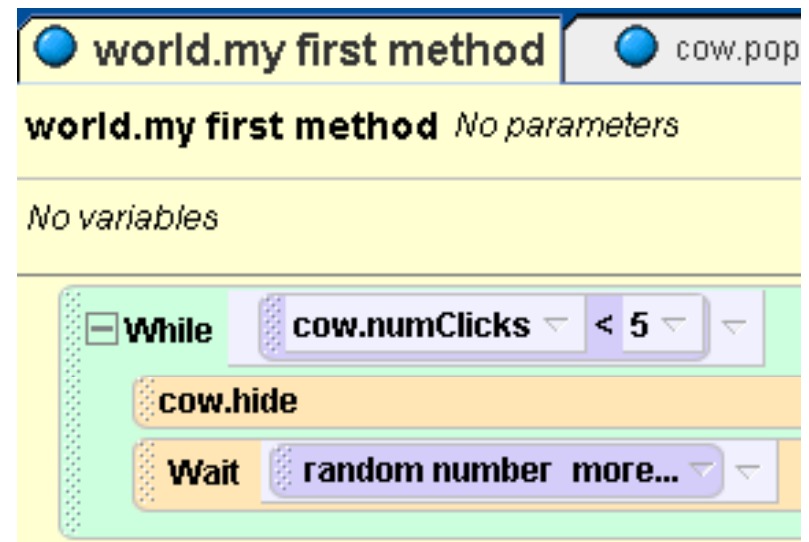 world.my first method cow.pop
world.my first method No parameters
No variables
While cow.numClicks < 5
cow.hide
Wait random number more...